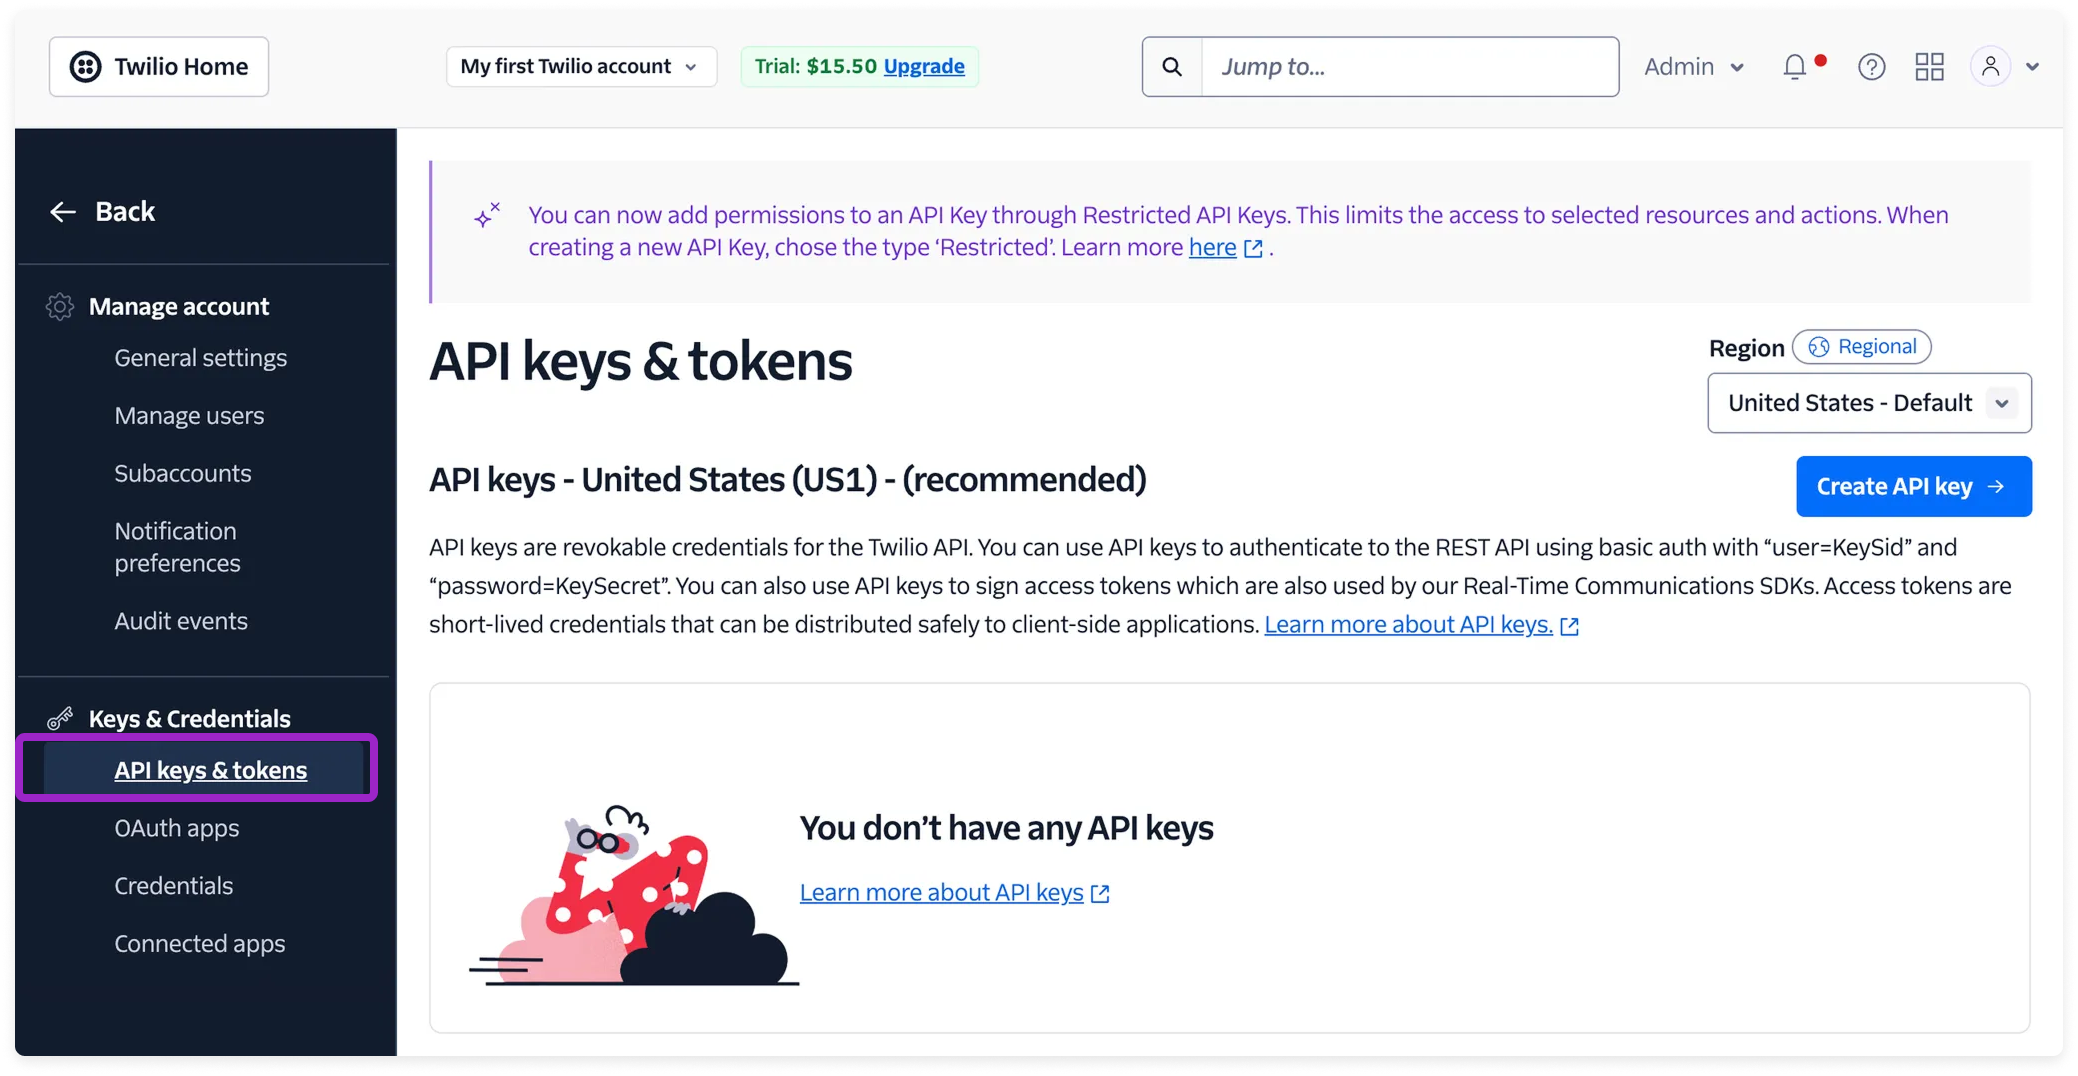 Twilio Home
My first Twilio account
Trial: $15.50 Upgrade
Jump to...
Admin
Back
Manage account
General settings
Manage users
Subaccounts
Notification
preferences
Audit events
Keys & Credentials
API keys & tokens
OAuth apps
Credentials
Connected apps
You can now add permissions to an API Key through Restricted API Keys. This limits the access to selected resources and actions. When
creating a new API Key, chose the type ‘Restricted’. Learn more here .
API keys & tokens
Region Regional
United States - Default
API keys - United States (US1) - (recommended)
Create API key
API keys are revokable credentials for the Twilio API. You can use API keys to authenticate to the REST API using basic auth with “user=KeySid” and
“password=KeySecret”. You can also use API keys to sign access tokens which are also used by our Real-Time Communications SDKs. Access tokens are
short-lived credentials that can be distributed safely to client-side applications. Learn more about API keys.
You don’t have any API keys
Learn more about API keys